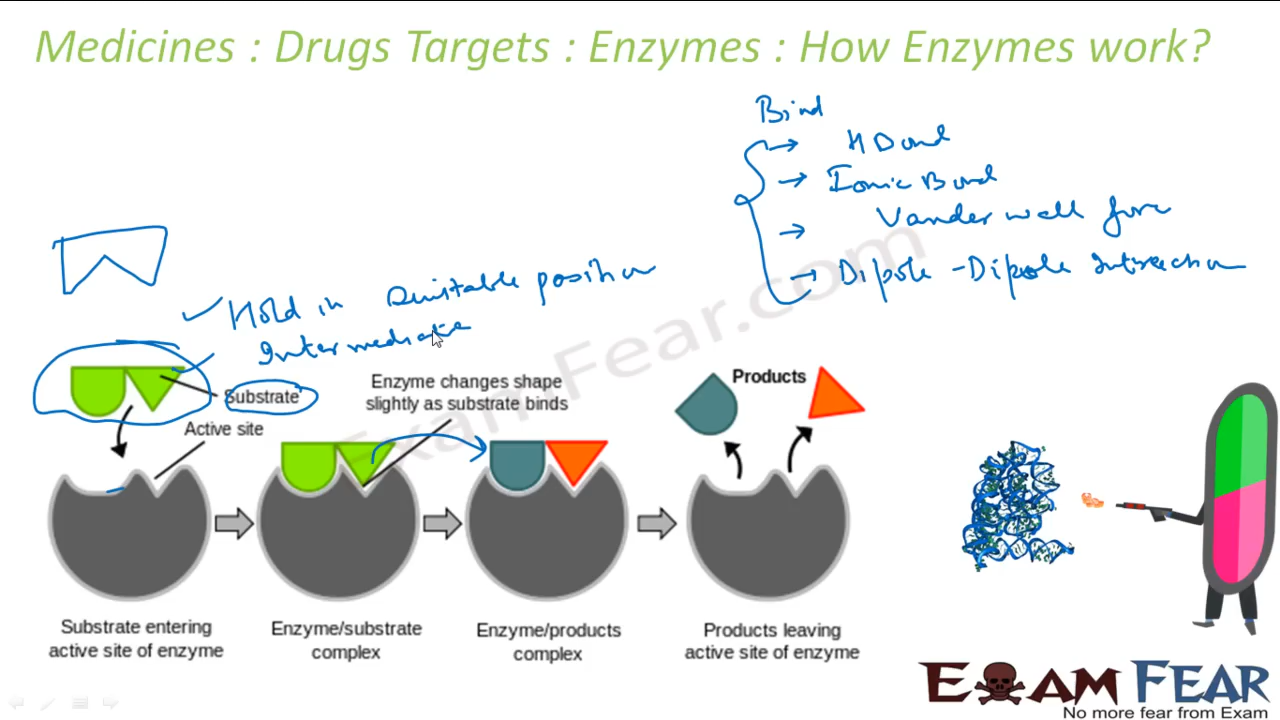 Medicines : Drugs Targets : Enzymes : How Enzymes work?
Bind
H Bond
Ionic Bond
Vander wall force
Dipole - Dipole Interaction
Hold in Suitable position
Intermediate
Substrate
Active site
Enzyme changes shape
slightly as substrate binds
Products
Substrate entering
active site of enzyme
Enzyme/substrate
complex
Enzyme/products
complex
Products leaving
active site of enzyme
ExamFear.com
EXAM FEAR
No more fear from Exam